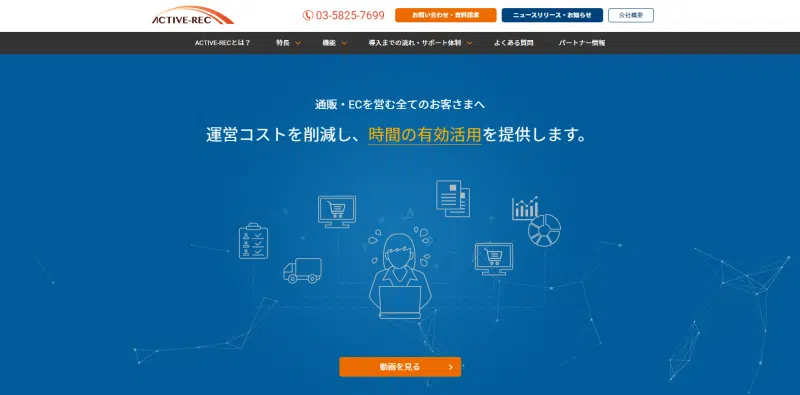 ACTIVE-REC
03-5825-7699
お問い合わせ・資料請求
ニュースリリース・お知らせ
会社概要
ACTIVE-RECとは？
特長
機能
導入までの流れ・サポート体制
よくある質問
パートナー情報
通販・ECを営む全てのお客さまへ
運営コストを削減し、時間の有効活用を提供します。
動画を見る